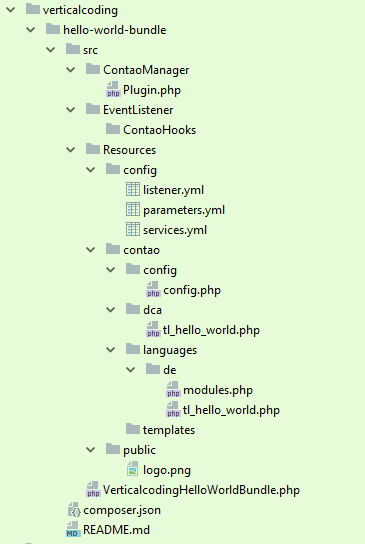 verticalcoding
hello-world-bundle
src
ContaoManager
php Plugin.php
EventListener
ContaoHooks
Resources
config
listener.yml
parameters.yml
services.yml
contao
config
php config.php
dca
php tl_hello_world.php
languages
de
php modules.php
php tl_hello_world.php
templates
public
logo.png
php VerticalcodingHelloWorldBundle.php
composer.json
MD README.md